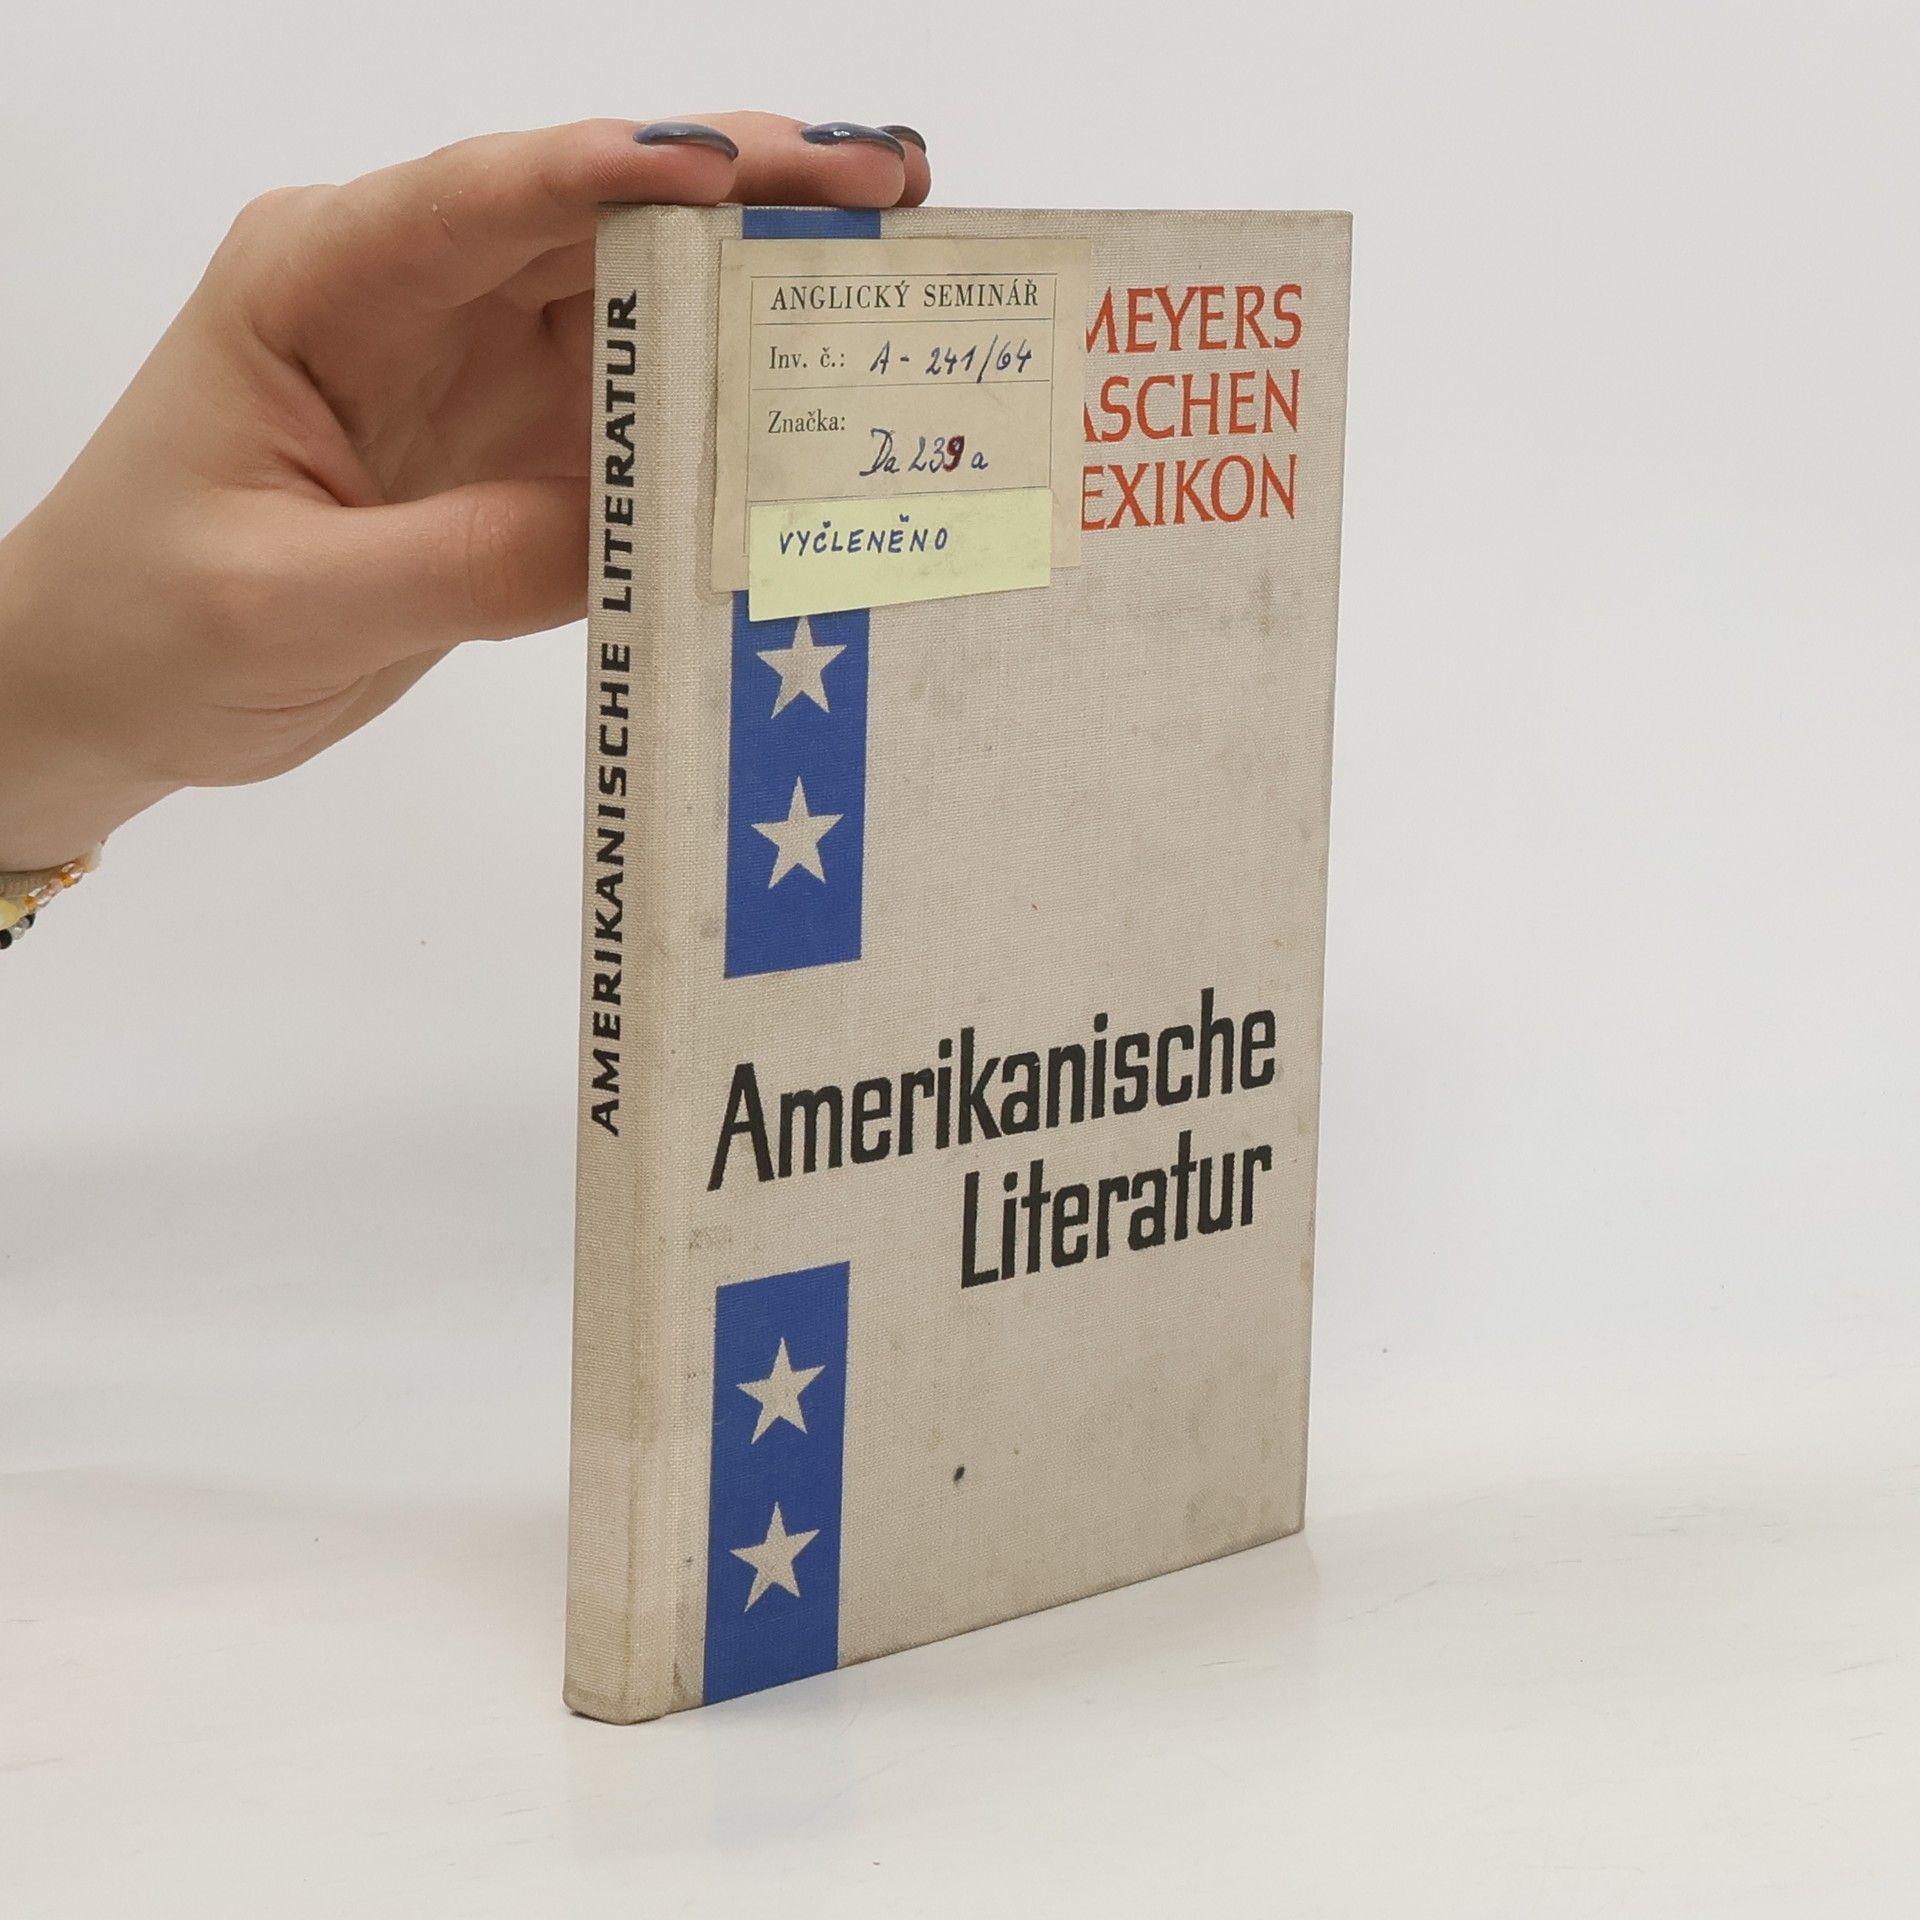 AMERIKANISCHE LITERATUR
ANGLICKÝ SEMINÁŘ
Inv. č.: A - 241/64
Značka:
Da 239 a
VYČLENĚNO
MEYERS
ASCHEN
EXIKON
Amerikanische
Literatur